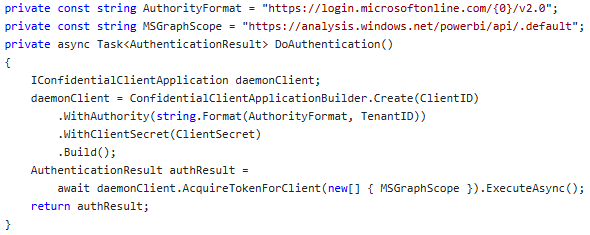 private const string AuthorityFormat = "https://login.microsoftonline.com/{0}/v2.0";
private const string MSGraphScope = "https://analysis.windows.net/powerbi/api/.default";
private async Task<AuthenticationResult> DoAuthentication()
{
    IConfidentialClientApplication daemonClient;
    daemonClient = ConfidentialClientApplicationBuilder.Create(ClientID)
        .WithAuthority(string.Format(AuthorityFormat, TenantID))
        .WithClientSecret(ClientSecret)
        .Build();
    AuthenticationResult authResult =
        await daemonClient.AcquireTokenForClient(new[] { MSGraphScope }).ExecuteAsync();
    return authResult;
}